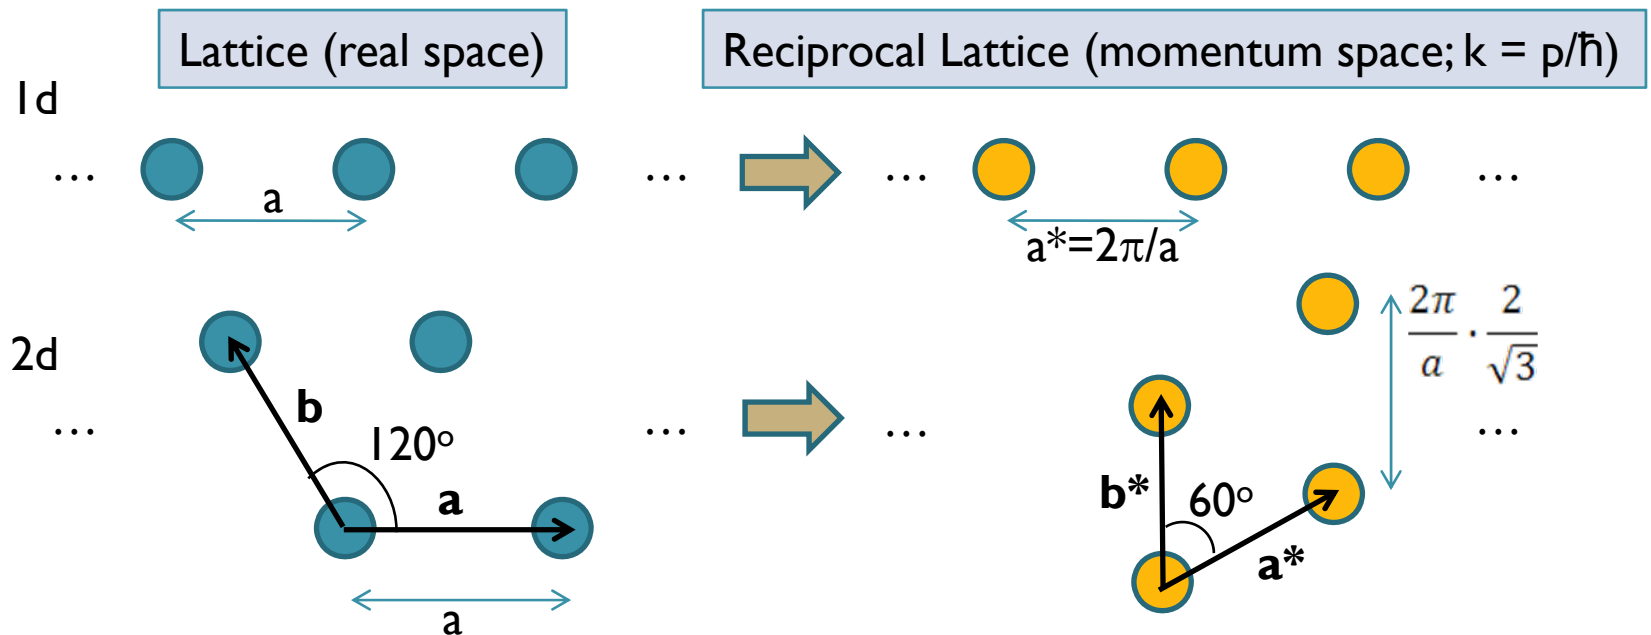 Lattice (real space)
Reciprocal Lattice (momentum space; k = p/ħ)
1d
... ... ... ...
a
a*=2π/a
2π/a · 2/√3
2d
b
120°
a
... ... ... ...
b*
60°
a*
a